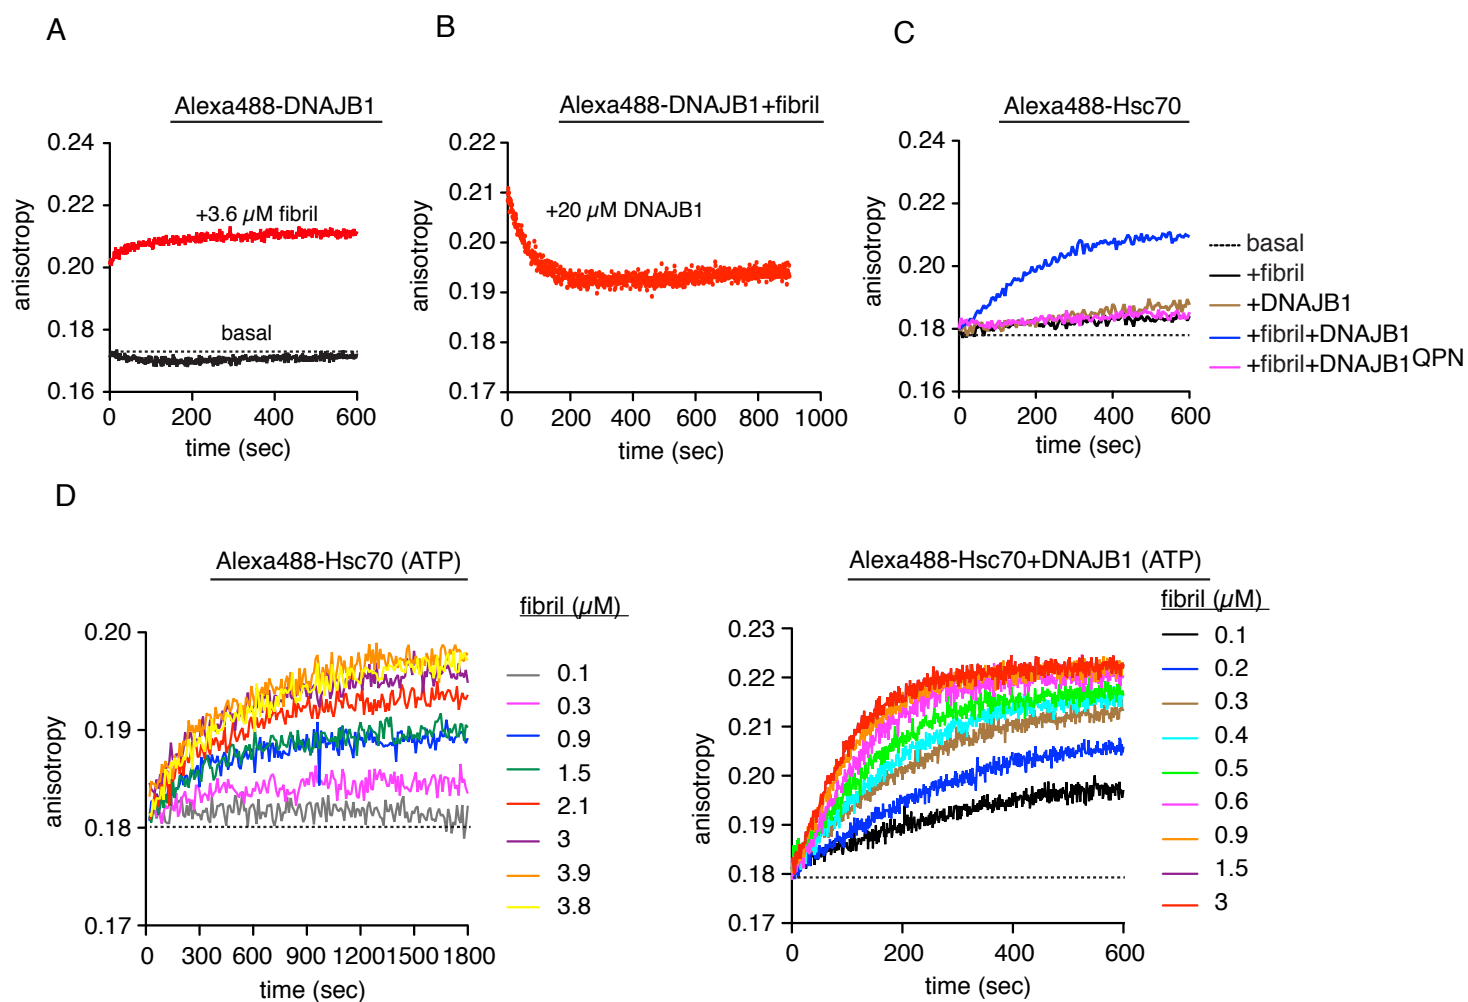 A
B
C
Alexa488-DNAJB1
Alexa488-DNAJB1+fibril
Alexa488-Hsc70
0.24
0.22
0.20
0.18
0.16
anisotropy
+3.6 µM fibril
basal
0
200
400
600
time (sec)
0.22
0.21
0.20
0.19
0.18
0.17
anisotropy
+20 µM DNAJB1
0
200
400
600
800
1000
time (sec)
0.24
0.22
0.20
0.18
0.16
anisotropy
0
200
400
600
time (sec)
basal
+fibril
+DNAJB1
+fibril+DNAJB1
+fibril+DNAJB1QPN
D
Alexa488-Hsc70 (ATP)
0.20
0.19
0.18
0.17
anisotropy
0
300
600
900
1200
1500
1800
time (sec)
fibril (µM)
0.1
0.3
0.9
1.5
2.1
3
3.9
3.8
Alexa488-Hsc70+DNAJB1 (ATP)
0.23
0.22
0.21
0.20
0.19
0.18
0.17
anisotropy
0
200
400
600
time (sec)
fibril (µM)
0.1
0.2
0.3
0.4
0.5
0.6
0.9
1.5
3